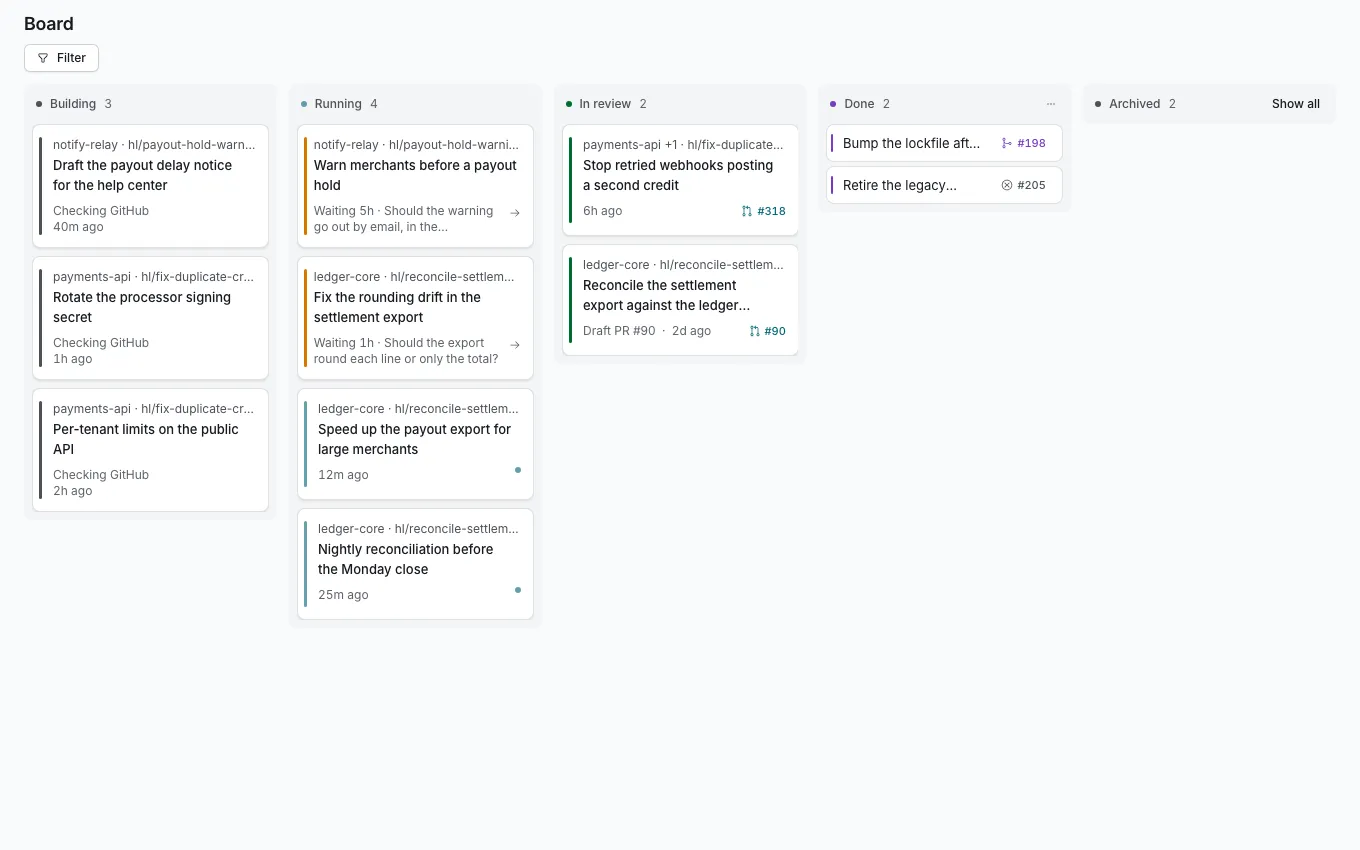 Board
Filter
Building 3
notify-relay · hl/payout-hold-warn…
Draft the payout delay notice
for the help center
Checking GitHub
40m ago
payments-api · hl/fix-duplicate-cr…
Rotate the processor signing
secret
Checking GitHub
1h ago
payments-api · hl/fix-duplicate-cr…
Per-tenant limits on the public
API
Checking GitHub
2h ago
Running 4
notify-relay · hl/payout-hold-warni…
Warn merchants before a payout
hold
Waiting 5h · Should the warning
go out by email, in the…
ledger-core · hl/reconcile-settlem…
Fix the rounding drift in the
settlement export
Waiting 1h · Should the export
round each line or only the total?
ledger-core · hl/reconcile-settlem…
Speed up the payout export for
large merchants
12m ago
ledger-core · hl/reconcile-settlem…
Nightly reconciliation before
the Monday close
25m ago
In review 2
payments-api +1 · hl/fix-duplicate…
Stop retried webhooks posting
a second credit
6h ago #318
ledger-core · hl/reconcile-settlem…
Reconcile the settlement
export against the ledger…
Draft PR #90 · 2d ago #90
Done 2 …
Bump the lockfile aft… #198
Retire the legacy… #205
Archived 2 Show all